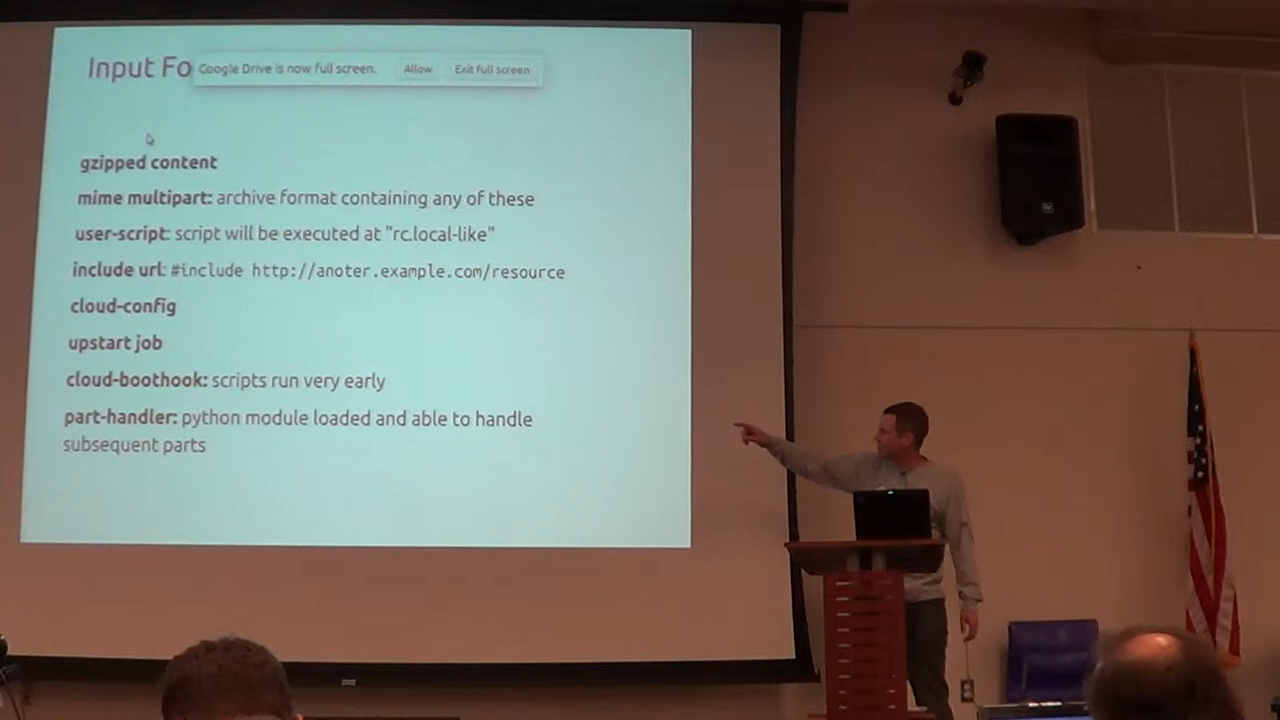 Input Fo
Google Drive is now full screen. Allow Exit full screen
gzipped content
mime multipart: archive format containing any of these
user-script: script will be executed at "rc.local-like"
include url: #include http://anoter.example.com/resource
cloud-config
upstart job
cloud-boothook: scripts run very early
part-handler: python module loaded and able to handle
subsequent parts